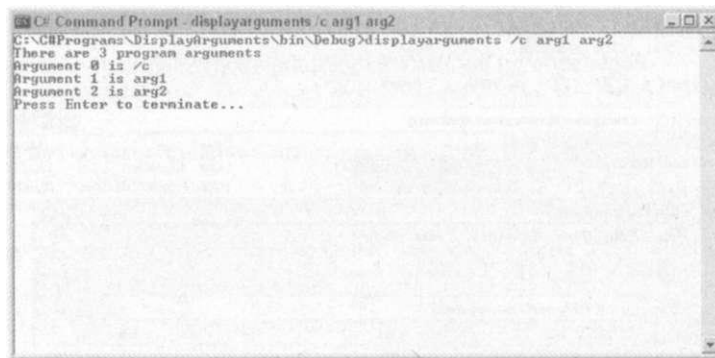 C# Command Prompt - displayarguments /c arg1 arg2
C:\C#Programs\DisplayArguments\bin\Debug>displayarguments /c arg1 arg2
There are 3 program arguments
Argument 0 is /c
Argument 1 is arg1
Argument 2 is arg2
Press Enter to terminate...